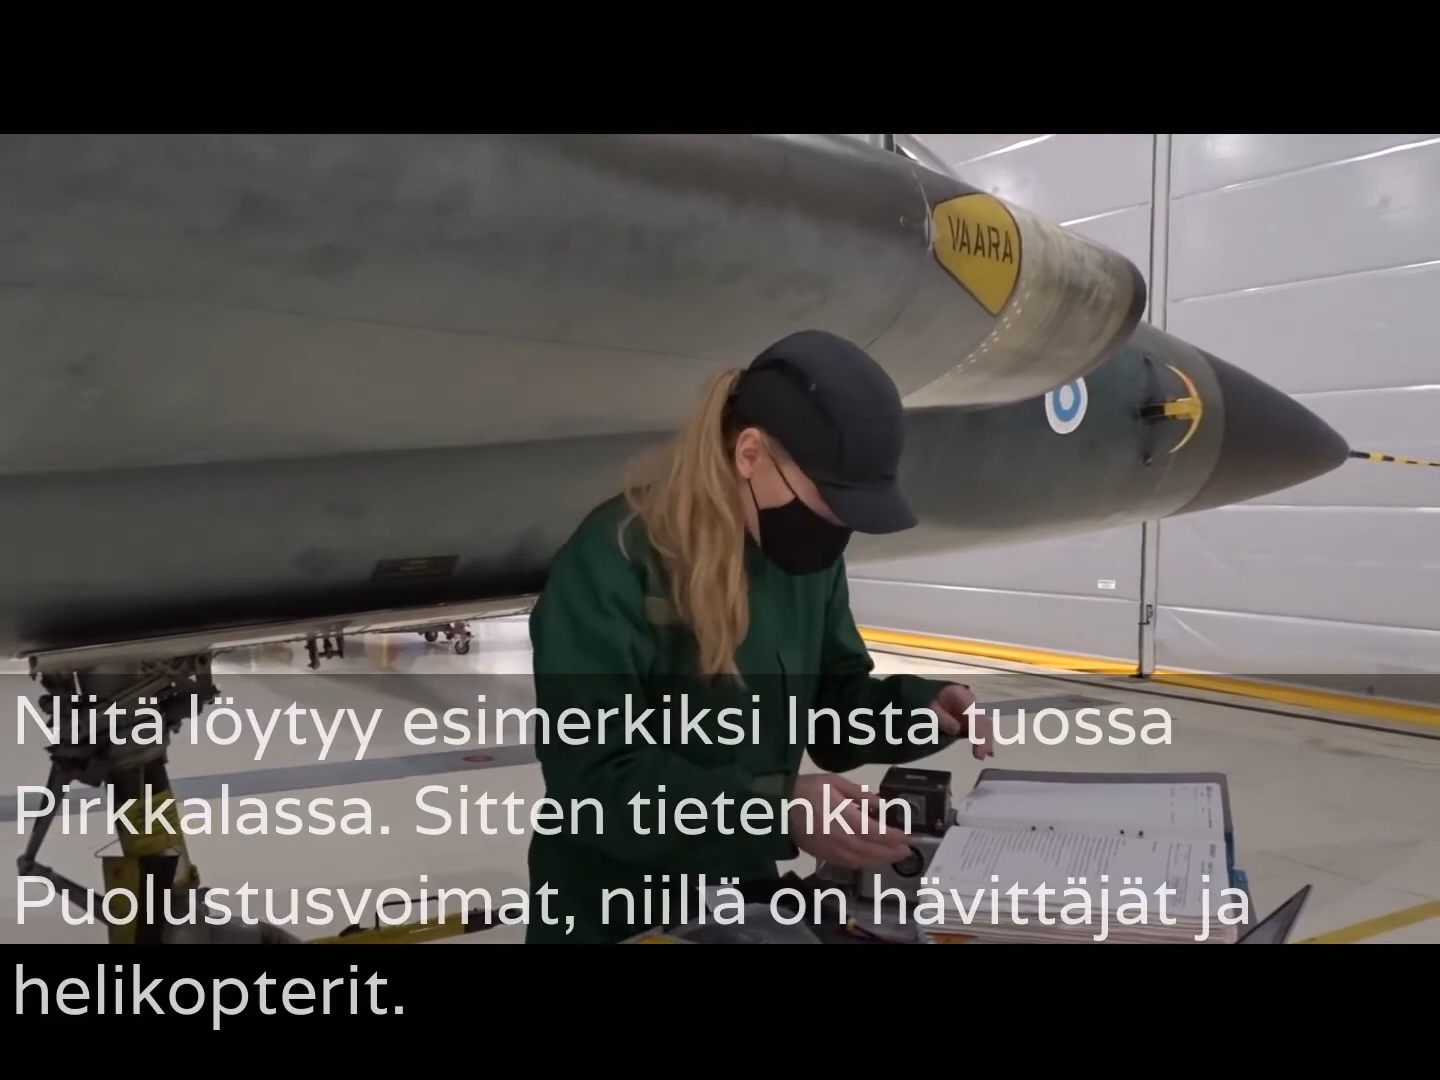 VAARA
Niitä löytyy esimerkiksi Insta tuossa
Pirkkalassa. Sitten tietenkin
Puolustusvoimat, niillä on hävittäjät ja
helikopterit.